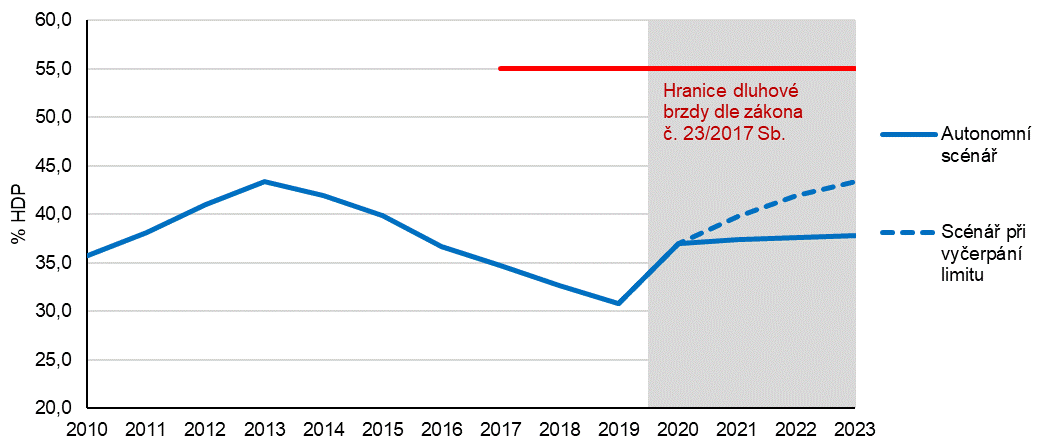 60,0
55,0
50,0
45,0
40,0
35,0
30,0
25,0
20,0
% HDP
2010 2011 2012 2013 2014 2015 2016 2017 2018 2019 2020 2021 2022 2023
Hranice dluhové
brzdy dle zákona
č. 23/2017 Sb.
Autonomní
scénář
Scénář při
vyčerpání
limitu